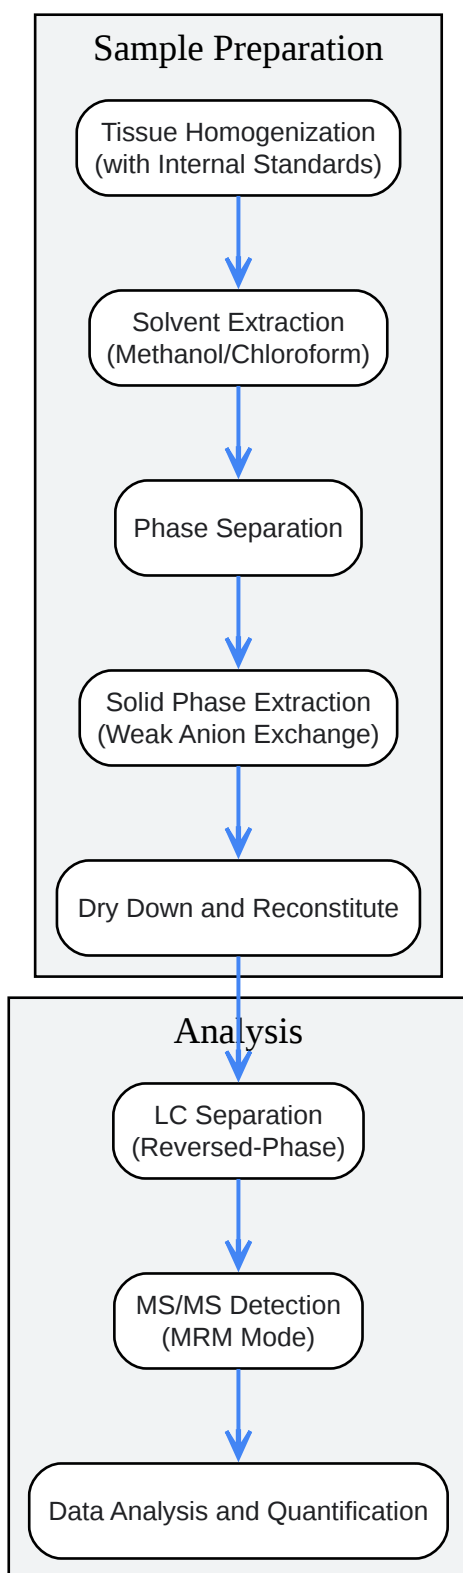 Sample Preparation
Tissue Homogenization
(with Internal Standards)
Solvent Extraction
(Methanol/Chloroform)
Phase Separation
Solid Phase Extraction
(Weak Anion Exchange)
Dry Down and Reconstitute
Analysis
LC Separation
(Reversed-Phase)
MS/MS Detection
(MRM Mode)
Data Analysis and Quantification